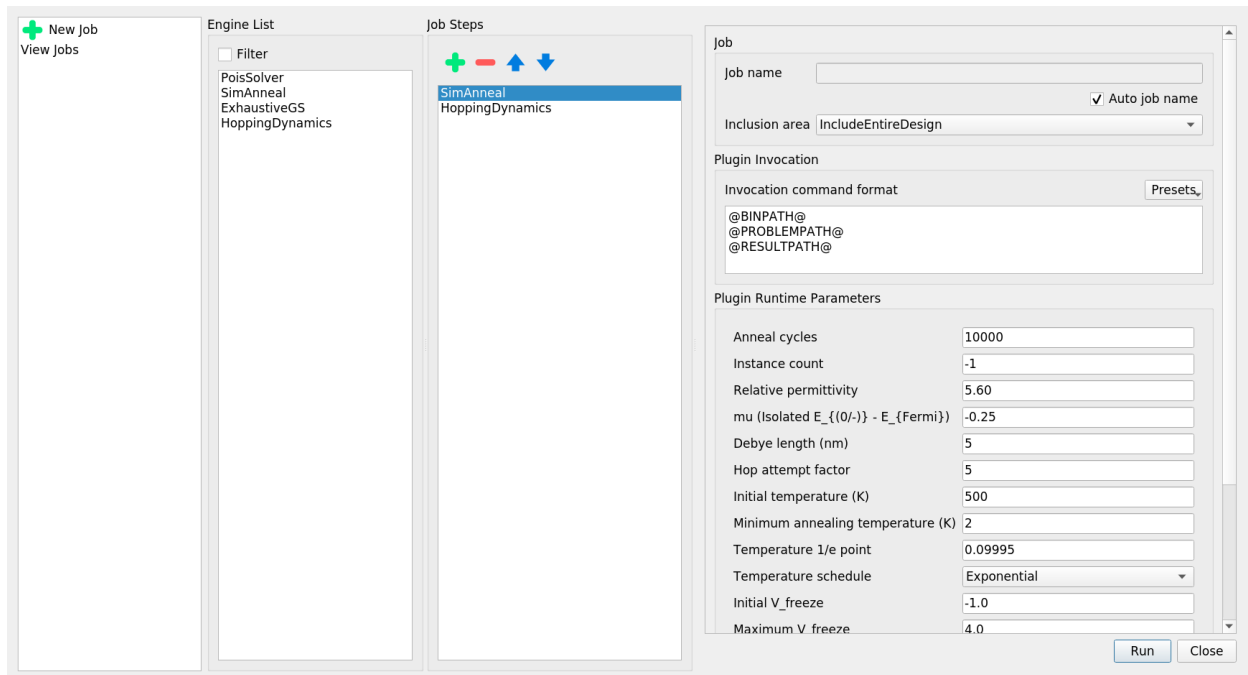 New Job
View Jobs
Engine List
Filter
PoisSolver
SimAnneal
ExhaustiveGS
HoppingDynamics
Job Steps
SimAnneal
HoppingDynamics
Job
Job name
Auto job name
Inclusion area IncludeEntireDesign
Plugin Invocation
Invocation command format Presets
@BINPATH@
@PROBLEMPATH@
@RESULTPATH@
Plugin Runtime Parameters
Anneal cycles 10000
Instance count -1
Relative permittivity 5.60
mu (Isolated E_{(0/-)} - E_{Fermi}) -0.25
Debye length (nm) 5
Hop attempt factor 5
Initial temperature (K) 500
Minimum annealing temperature (K) 2
Temperature 1/e point 0.09995
Temperature schedule Exponential
Initial V_freeze -1.0
Maximum V_freeze 4.0
Run Close